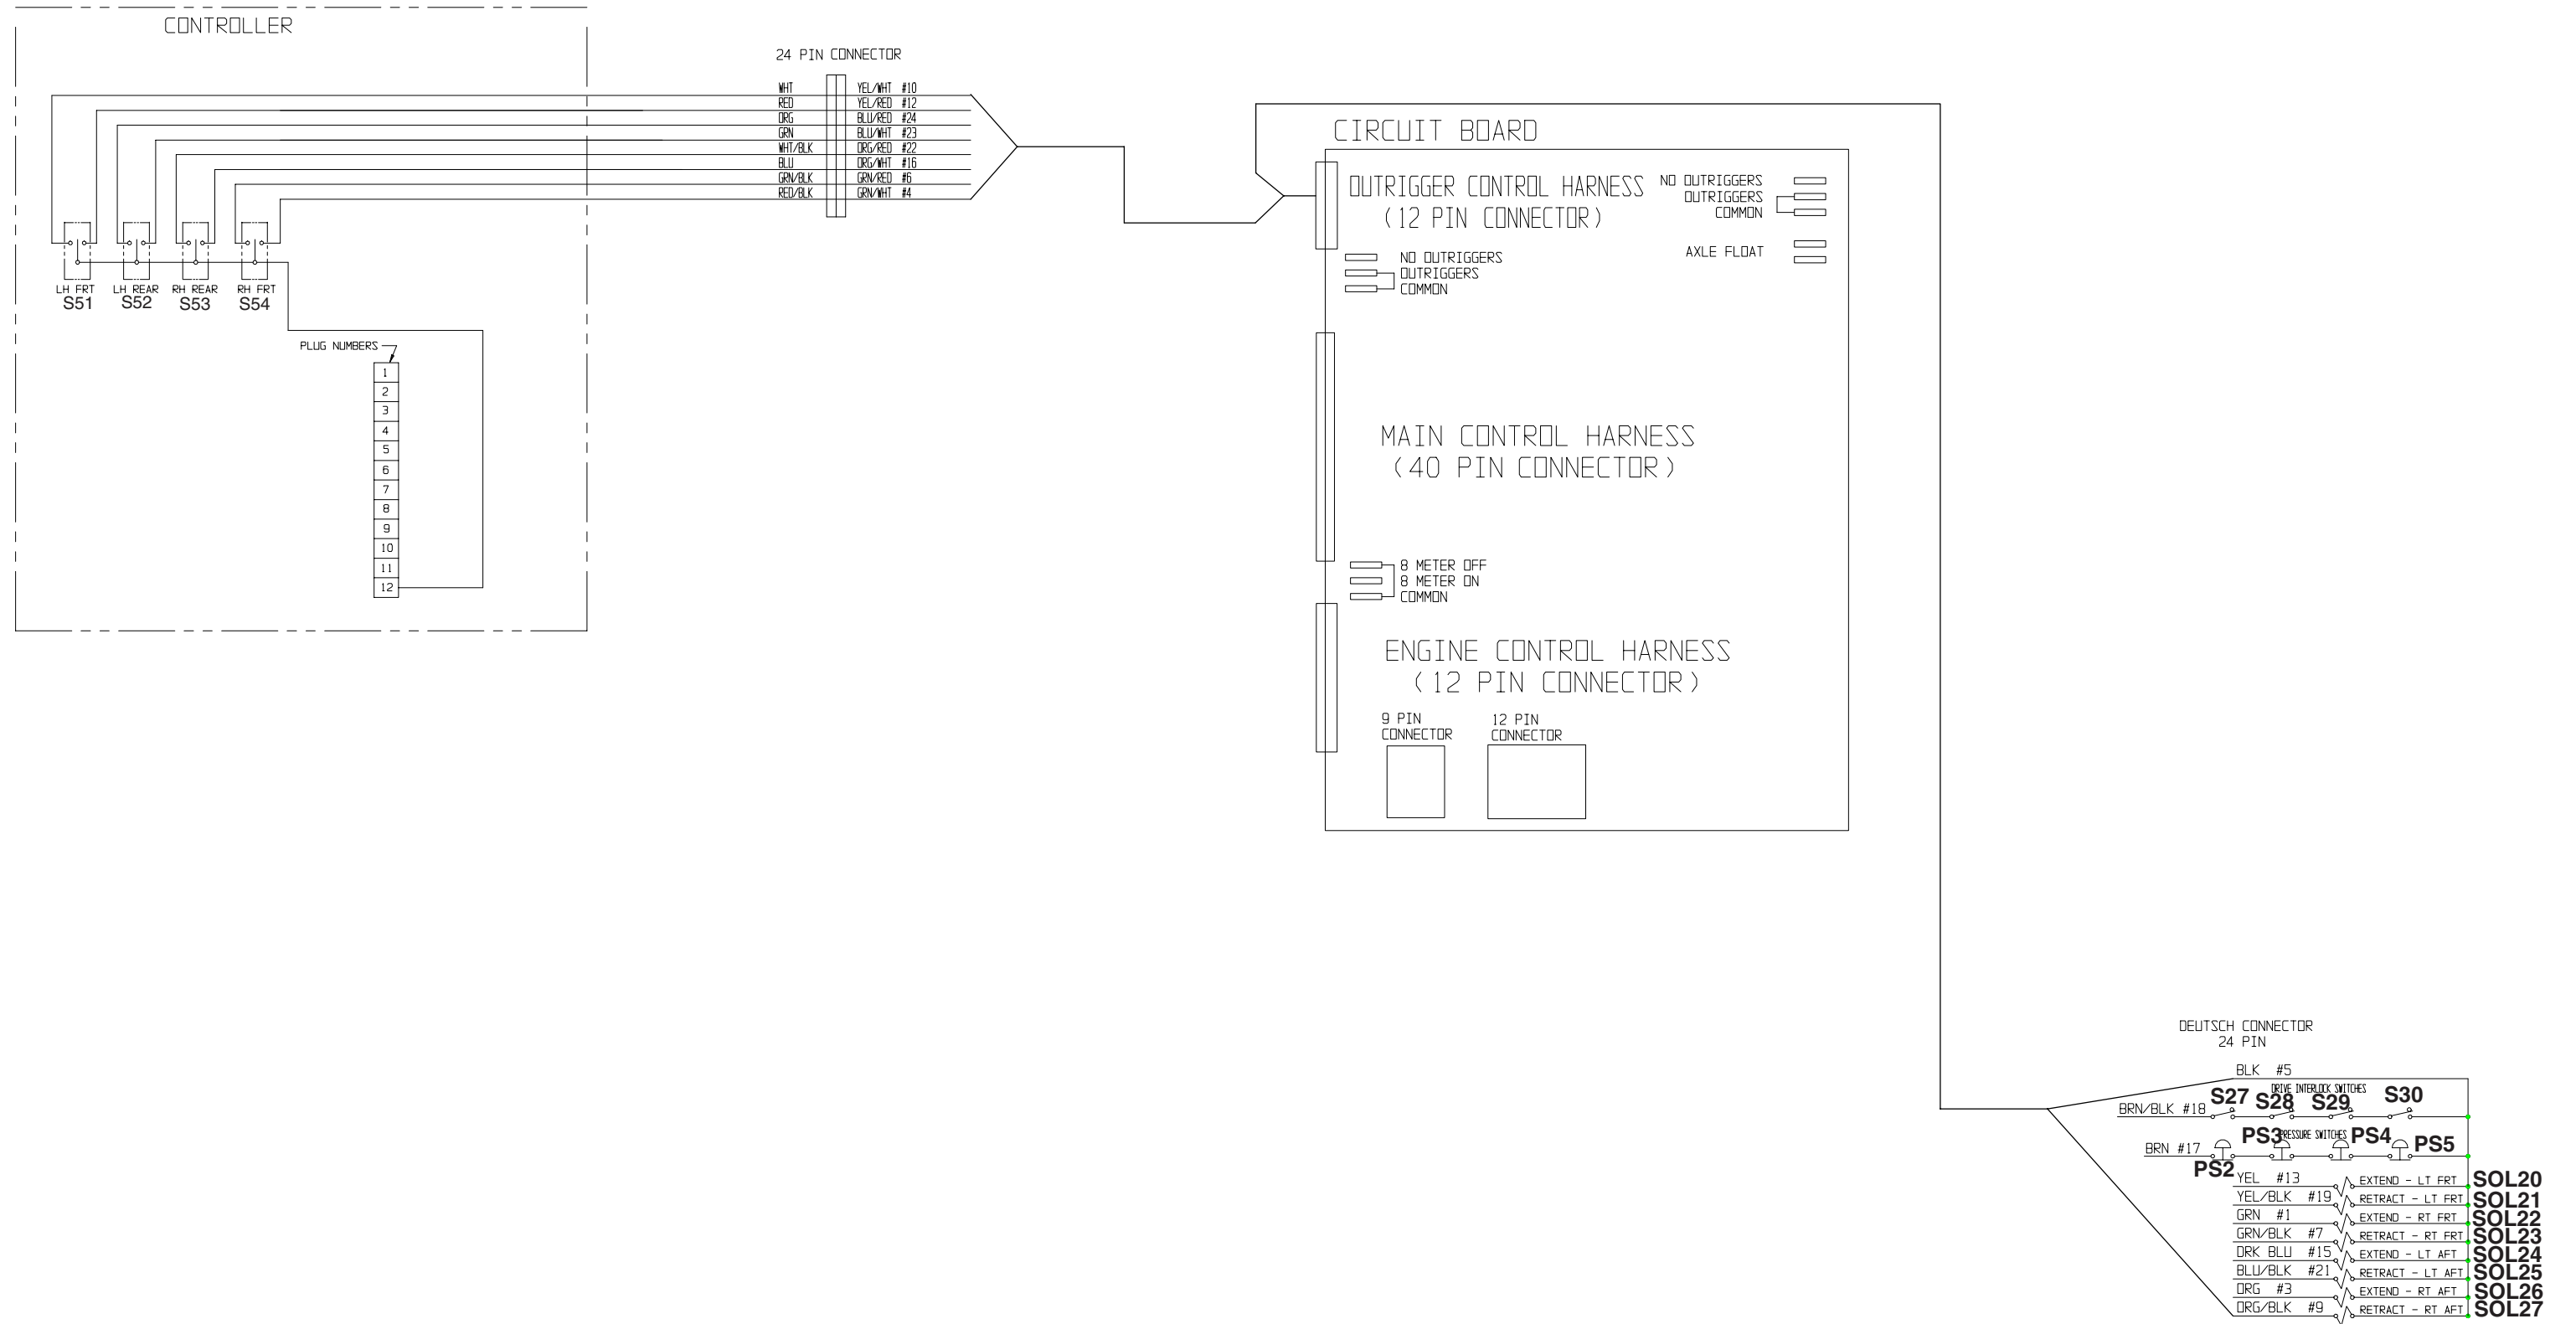 CONTROLLER
24 PIN CONNECTOR
WHT YEL/WHT #10
RED YEL/RED #12
ORG BLU/RED #24
GRN BLU/WHT #23
WHT/BLK ORG/RED #22
BLU ORG/WHT #16
GRN/BLK GRN/RED #6
RED/BLK GRN/WHT #4
LH FRT LH REAR RH REAR RH FRT
S51 S52 S53 S54
PLUG NUMBERS
1
2
3
4
5
6
7
8
9
10
11
12
CIRCUIT BOARD
OUTRIGGER CONTROL HARNESS
(12 PIN CONNECTOR)
NO OUTRIGGERS
OUTRIGGERS
COMMON
AXLE FLOAT
NO OUTRIGGERS
OUTRIGGERS
COMMON
MAIN CONTROL HARNESS
(40 PIN CONNECTOR)
8 METER OFF
8 METER ON
COMMON
ENGINE CONTROL HARNESS
(12 PIN CONNECTOR)
9 PIN
CONNECTOR
12 PIN
CONNECTOR
DEUTSCH CONNECTOR
24 PIN
BLK #5
DRIVE INTERLOCK SWITCHES
BRN/BLK #18 S27 S28 S29 S30
PRESSURE SWITCHES
BRN #17 PS2 PS3 PS4 PS5
YEL #13 EXTEND - LT FRT SOL20
YEL/BLK #19 RETRACT - LT FRT SOL21
GRN #1 EXTEND - RT FRT SOL22
GRN/BLK #7 RETRACT - RT FRT SOL23
DRK BLU #15 EXTEND - LT AFT SOL24
BLU/BLK #21 RETRACT - LT AFT SOL25
ORG #3 EXTEND - RT AFT SOL26
ORG/BLK #9 RETRACT - RT AFT SOL27